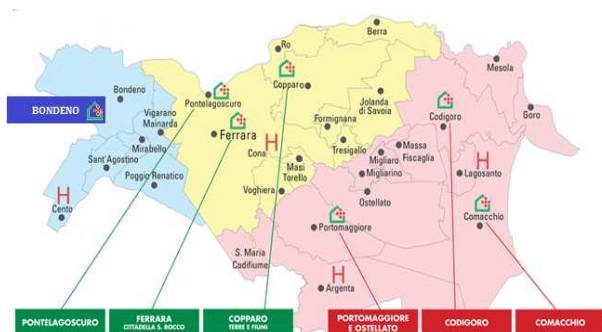 Ro
Berra
Bondeno
Copparo
Mesola
BONDENO
Pontelagoscuro
Jolanda
di Savoia
Goro
Vigarano
Mainarda
Ferrara
Formignana
Codigoro
Mirabello
Cona
H
Tresigallo
Massa
Fiscaglia
Sant'Agostino
Masi
Torello
Migliaro
H
Lagosanto
Poggio Renatico
Migliarino
H
Cento
Voghiera
Ostellato
Comacchio
Portomaggiore
S. Maria
Codifiume
H
Argenta
PONTELAGOSCURO
FERRARA
CITTADELLA S. ROCCO
COPPARO
TERRE E FIUMI
PORTOMAGGIORE
E OSTELLATO
CODIGORO
COMACCHIO